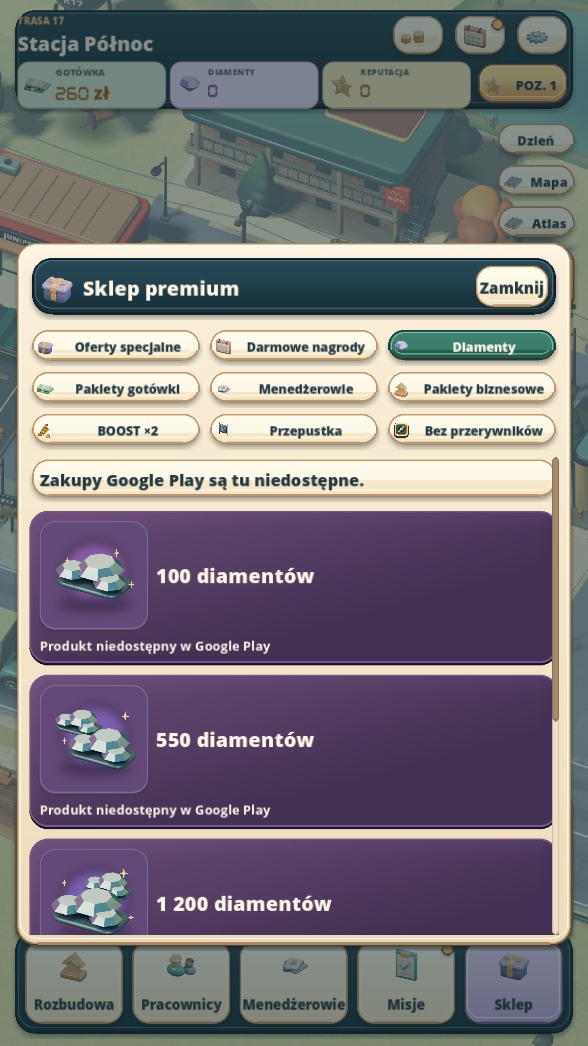 TRASA 17
Stacja Północ
GOTÓWKA
260 zł
DIAMENTY
0
REPUTACJA
0
POZ. 1
Dzień
Mapa
Atlas
Sklep premium
Zamknij
Oferty specjalne
Darmowe nagrody
Diamenty
Pakiety gotówki
Menedżerowie
Pakiety biznesowe
BOOST ×2
Przepustka
Bez przerywników
Zakupy Google Play są tu niedostępne.
100 diamentów
Produkt niedostępny w Google Play
550 diamentów
Produkt niedostępny w Google Play
1 200 diamentów
Rozbudowa
Pracownicy
Menedżerowie
Misje
Sklep